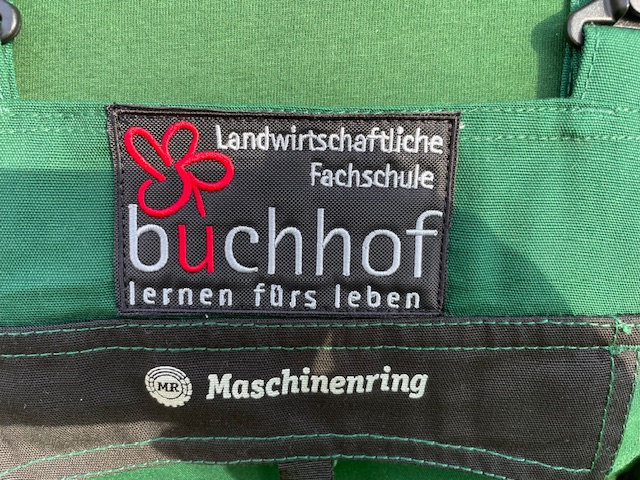 Landwirtschaftliche
Fachschule
buchhof
lernen fürs leben
MR Maschinenring